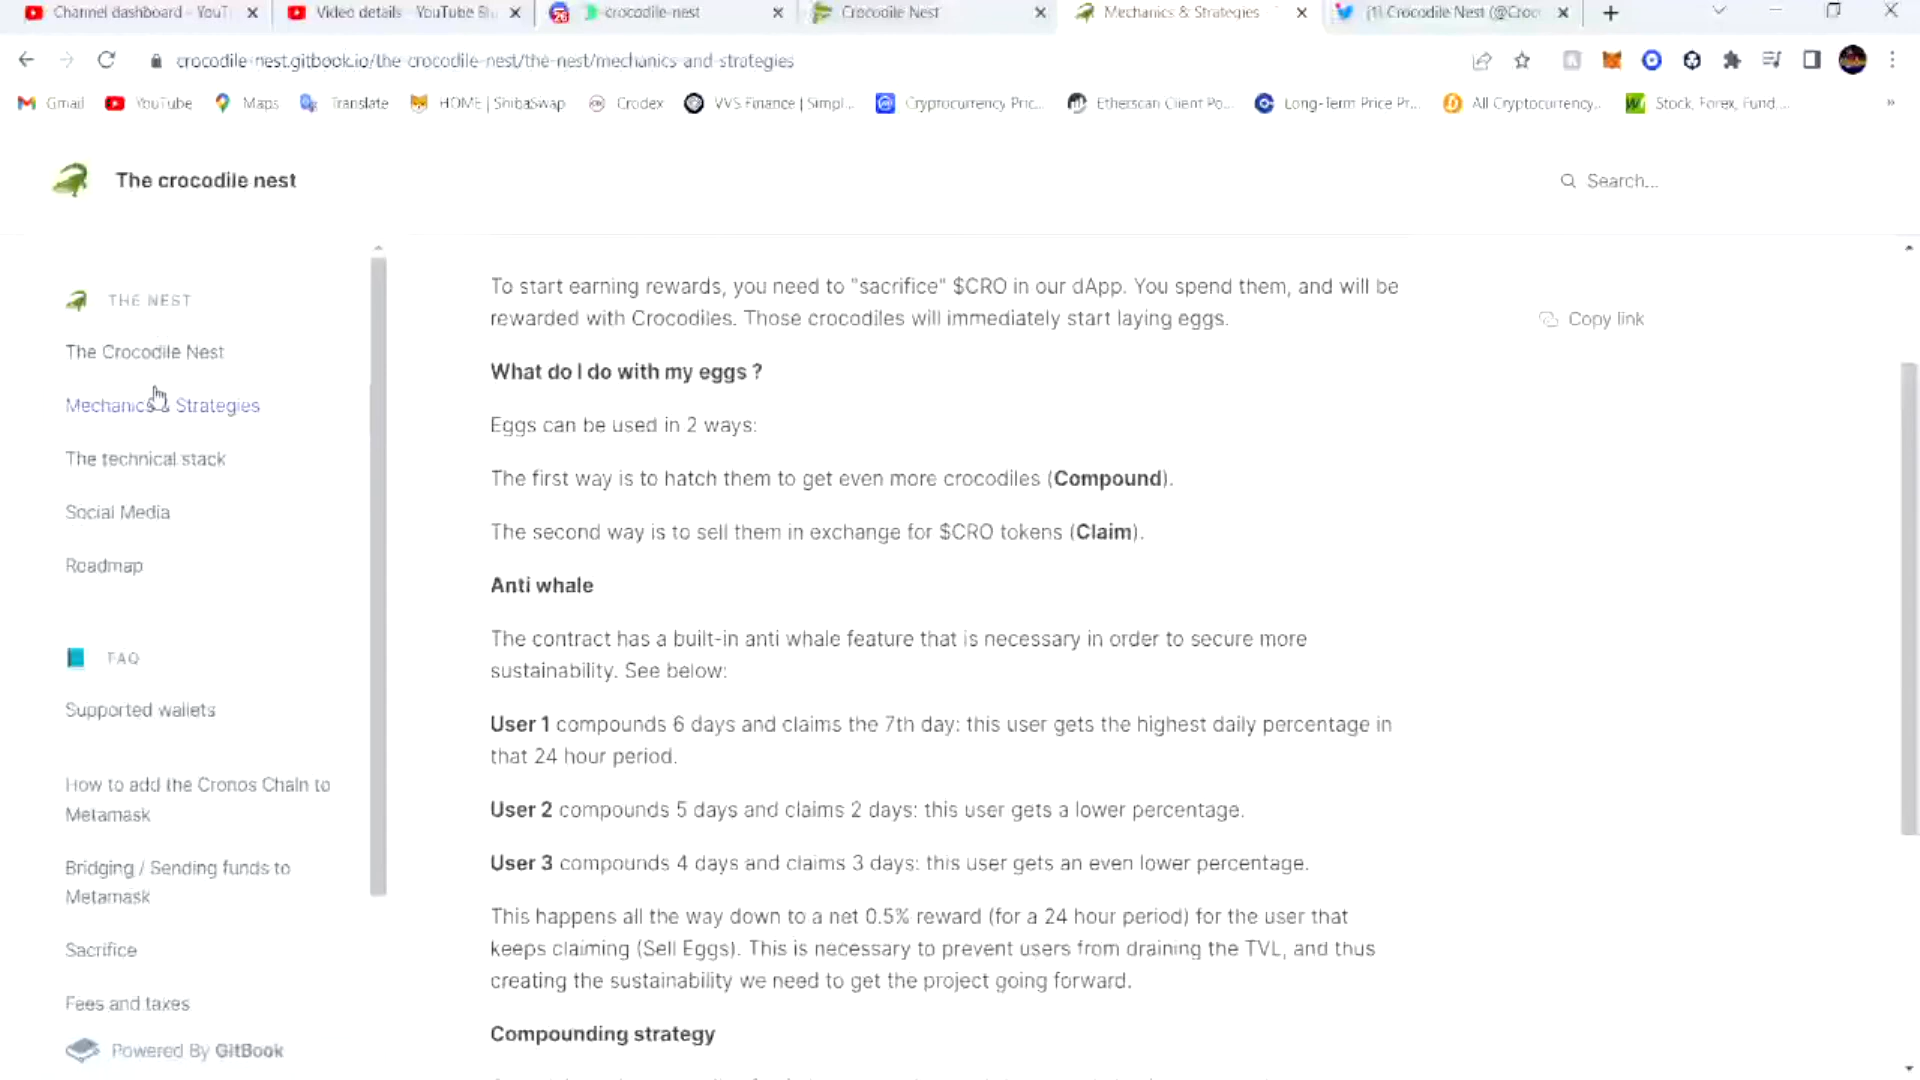 Channel dashboard - YouT
Video details - YouTube Stu
26
crocodile-nest
Crocodile Nest
Mechanics & Strategies
(1) Crocodile Nest (@Croc
crocodile-nest.gitbook.io/the-crocodile-nest/the-nest/mechanics-and-strategies
Gmail
YouTube
Maps
Translate
HOME | ShibaSwap
Crodex
VVS Finance | Simpl...
Cryptocurrency Pric...
Etherscan Client Po...
Long-Term Price Pr...
All Cryptocurrency...
Stock, Forex, Fund...
»
The crocodile nest
Search...
THE NEST
The Crocodile Nest
Mechanics & Strategies
The technical stack
Social Media
Roadmap
FAQ
Supported wallets
How to add the Cronos Chain to
Metamask
Bridging / Sending funds to
Metamask
Sacrifice
Fees and taxes
Powered By GitBook
To start earning rewards, you need to "sacrifice" $CRO in our dApp. You spend them, and will be
rewarded with Crocodiles. Those crocodiles will immediately start laying eggs.
What do I do with my eggs ?
Eggs can be used in 2 ways:
The first way is to hatch them to get even more crocodiles (Compound).
The second way is to sell them in exchange for $CRO tokens (Claim).
Anti whale
The contract has a built-in anti whale feature that is necessary in order to secure more
sustainability. See below:
User 1 compounds 6 days and claims the 7th day: this user gets the highest daily percentage in
that 24 hour period.
User 2 compounds 5 days and claims 2 days: this user gets a lower percentage.
User 3 compounds 4 days and claims 3 days: this user gets an even lower percentage.
This happens all the way down to a net 0.5% reward (for a 24 hour period) for the user that
keeps claiming (Sell Eggs). This is necessary to prevent users from draining the TVL, and thus
creating the sustainability we need to get the project going forward.
Compounding strategy
Copy link